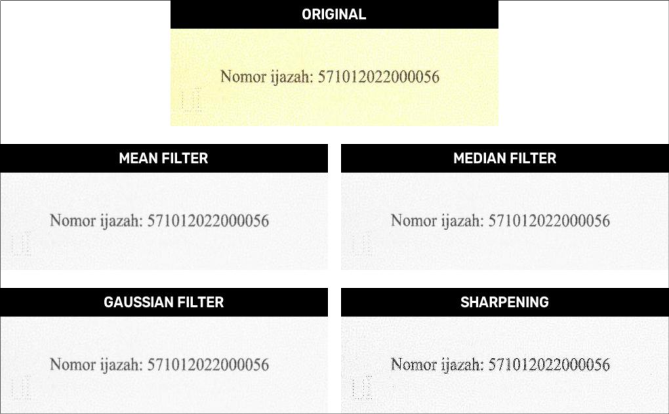 ORIGINAL
Nomor ijazah: 571012022000056
MEAN FILTER
MEDIAN FILTER
Nomor ijazah: 571012022000056
Nomor ijazah: 571012022000056
GAUSSIAN FILTER
SHARPENING
Nomor ijazah: 571012022000056
Nomor ijazah: 571012022000056